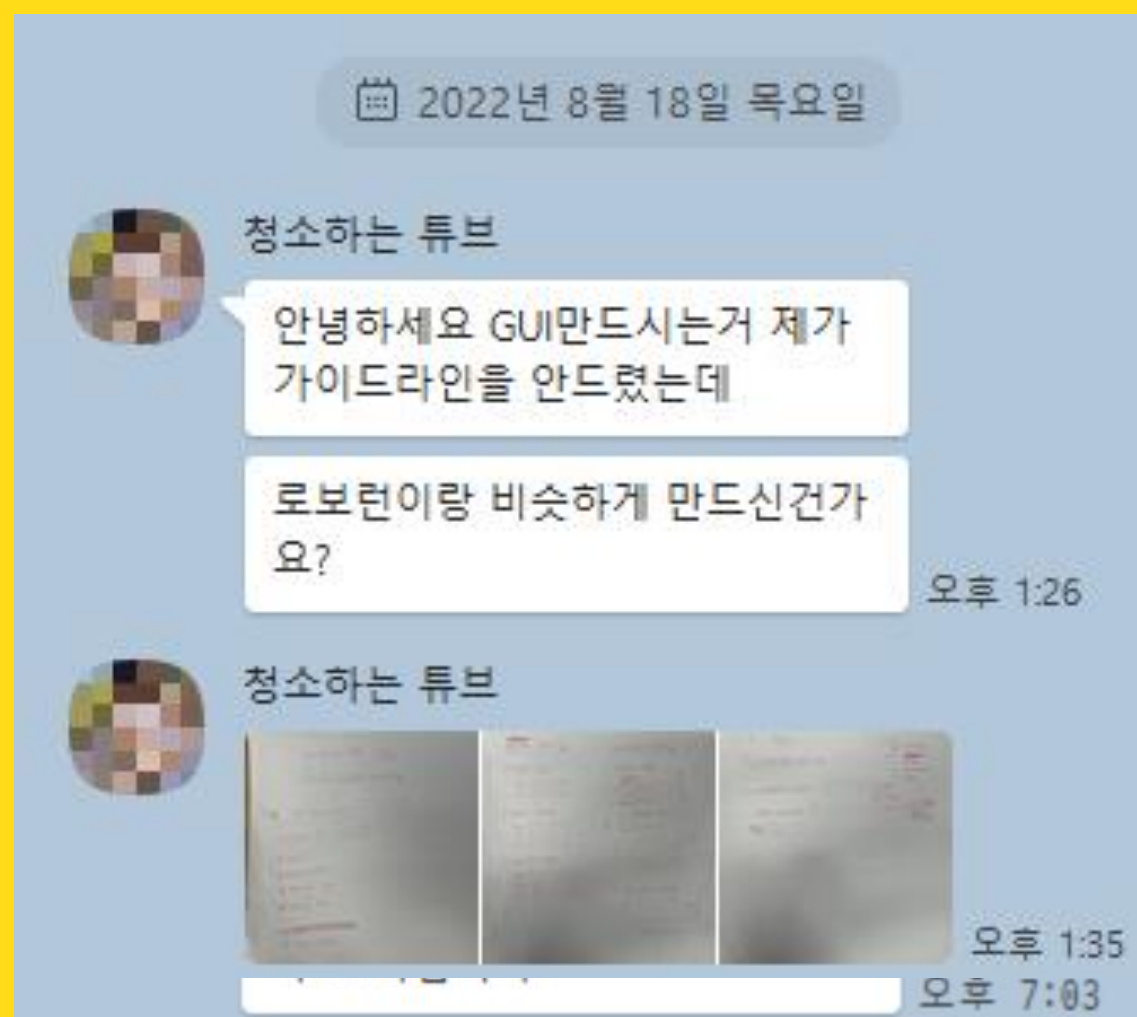 2022년 8월 18일 목요일
청소하는 튜브
안녕하세요 GUI만드시는거 제가
가이드라인을 안드렸는데
로보런이랑 비슷하게 만드신건가
요?
오후 1:26
청소하는 튜브
오후 1:35
오후 7:03